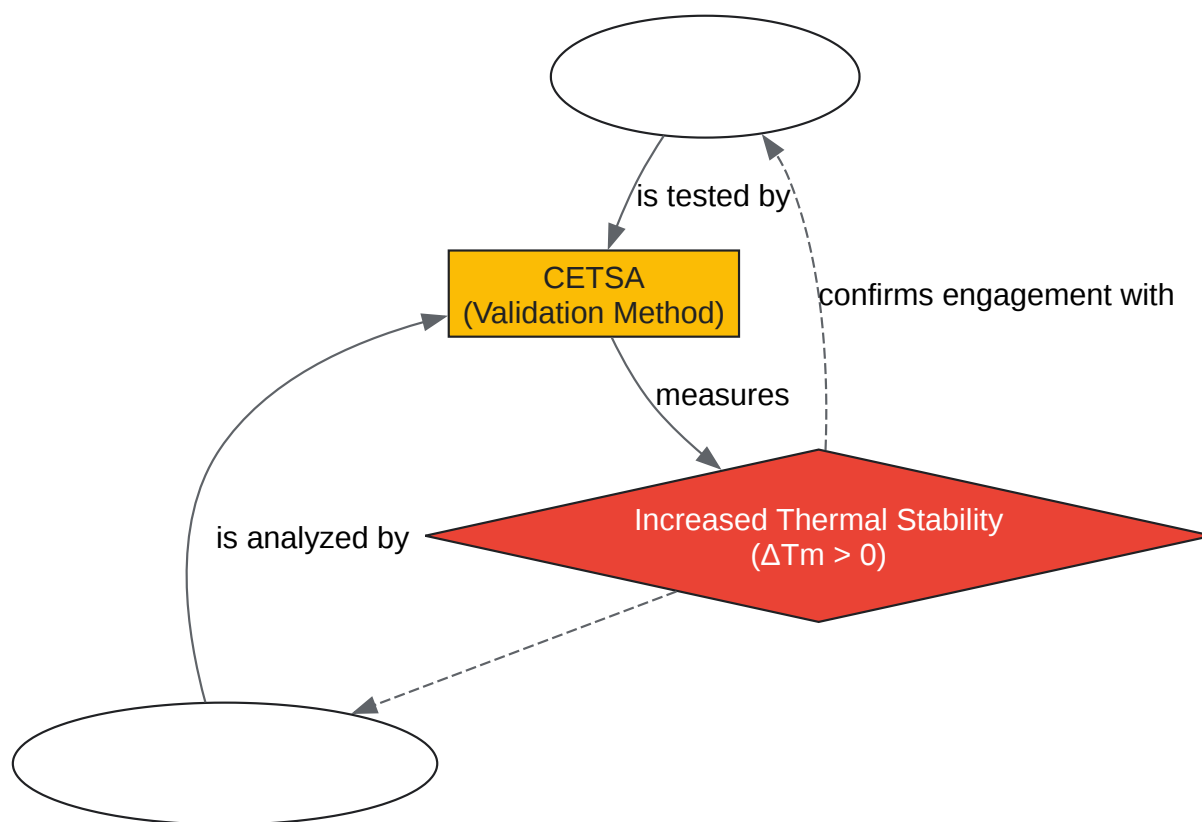 is tested by
CETSA
(Validation Method)
confirms engagement with
measures
Increased Thermal Stability
(ΔTm > 0)
is analyzed by